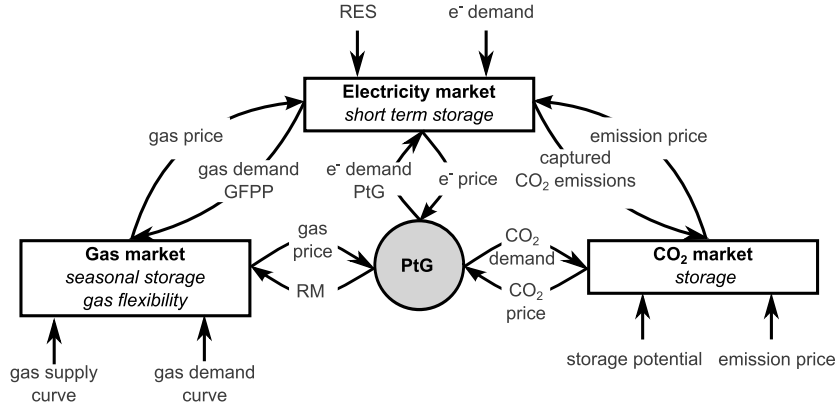 RES
e⁻ demand
Electricity market
short term storage
gas price
emission price
gas demand
GFPP
e⁻ demand
PtG
e⁻ price
captured
CO₂ emissions
Gas market
seasonal storage
gas flexibility
gas
price
RM
PtG
CO₂
demand
CO₂
price
CO₂ market
storage
gas supply
curve
gas demand
curve
storage potential
emission price